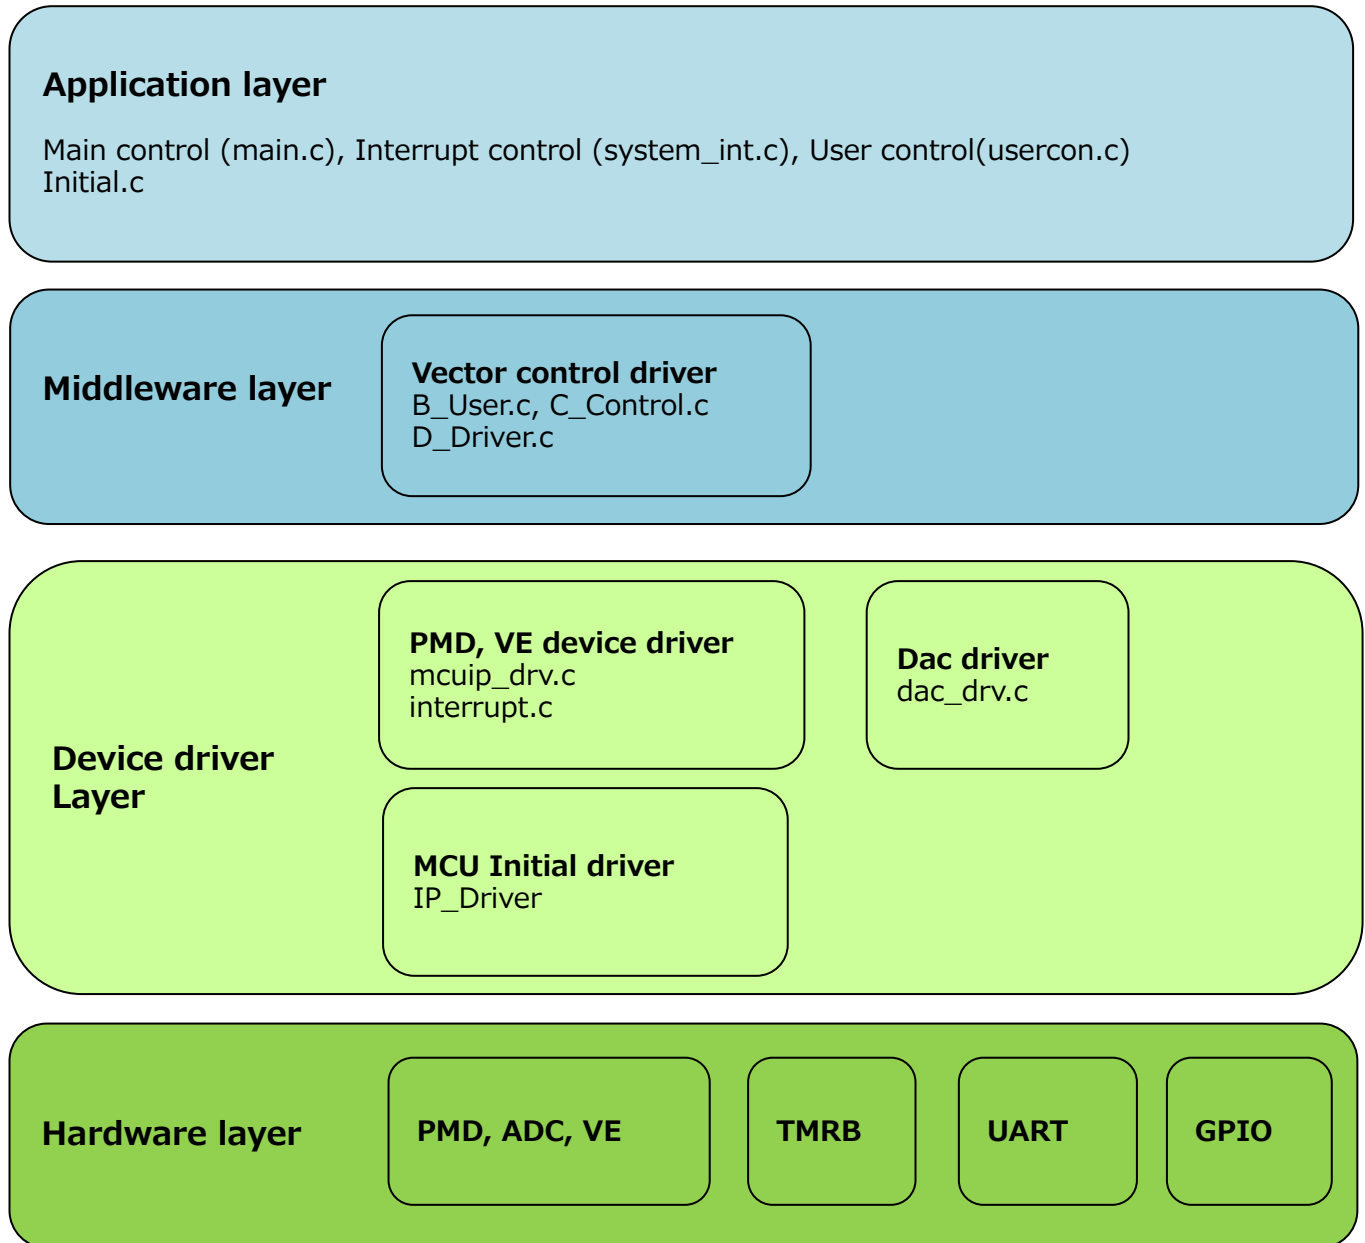 Application layer
Main control (main.c), Interrupt control (system_int.c), User control(usercon.c)
Initial.c
Middleware layer
Vector control driver
B_User.c, C_Control.c
D_Driver.c
Device driver
Layer
PMD, VE device driver
mcuip_drv.c
interrupt.c
Dac driver
dac_drv.c
MCU Initial driver
IP_Driver
Hardware layer
PMD, ADC, VE
TMRB
UART
GPIO